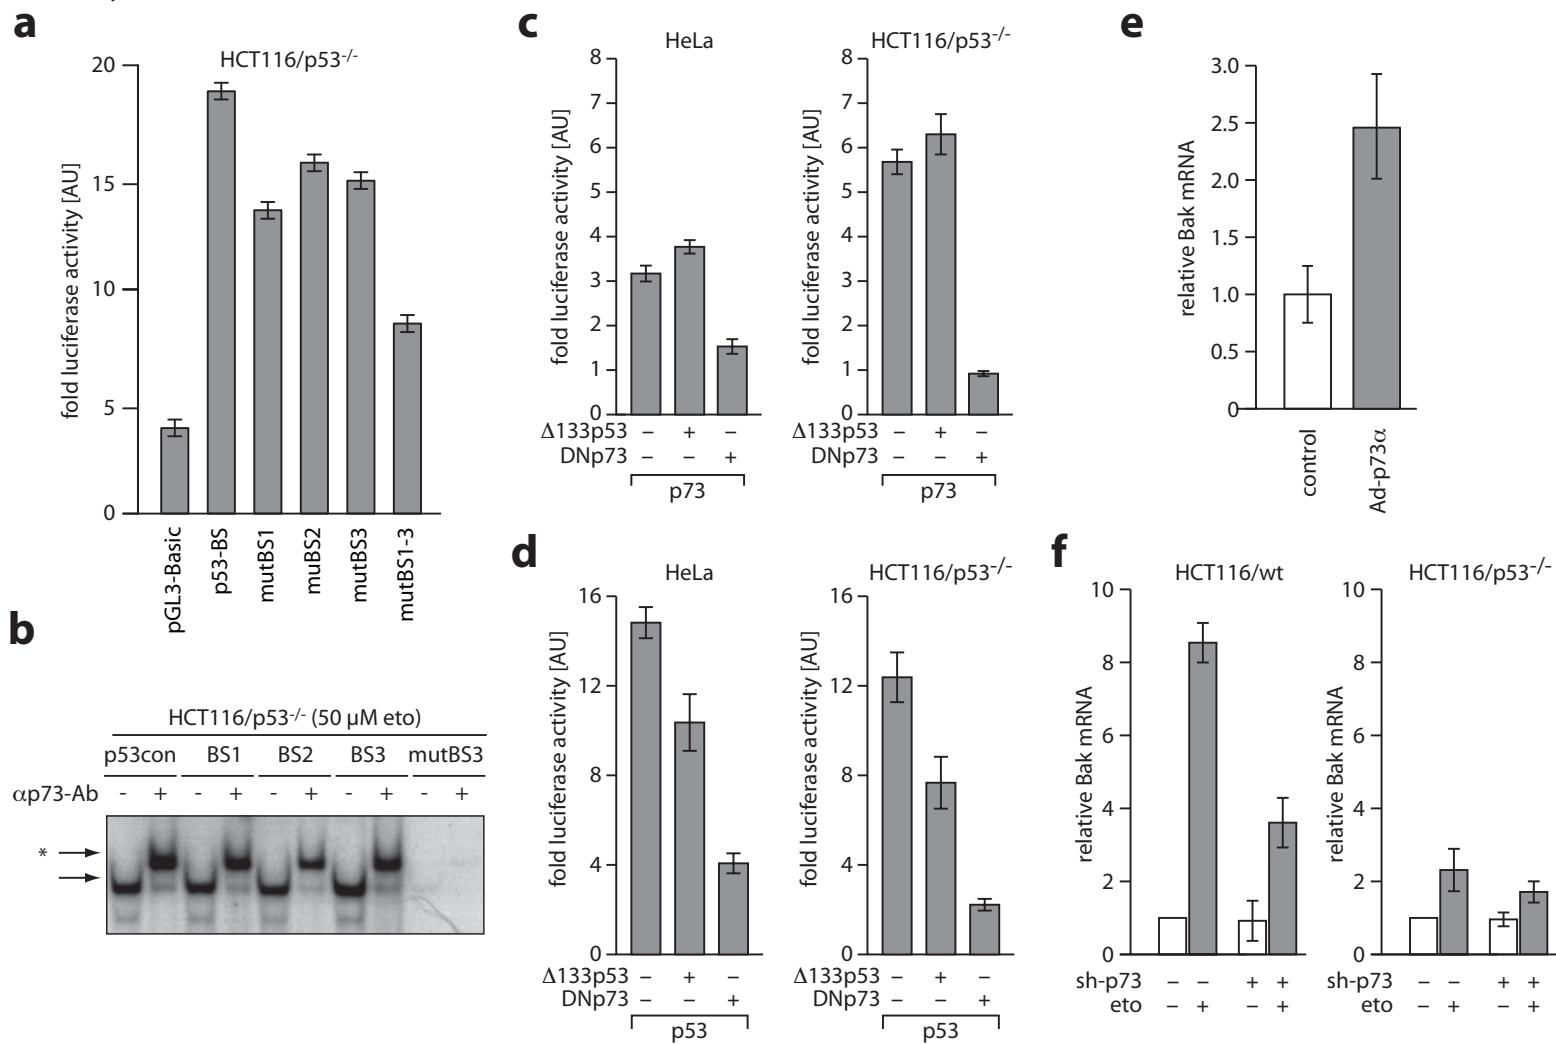 a
HCT116/p53-/-
fold luciferase activity [AU]
20
15
10
5
0
pGL3-Basic
p53-BS
mutBS1
muBS2
mutBS3
mutBS1-3
b
HCT116/p53-/- (50 µM eto)
p53con BS1 BS2 BS3 mutBS3
αp73-Ab - + - + - + - + - +
*
c
HeLa
fold luciferase activity [AU]
8
7
6
5
4
3
2
1
0
Δ133p53 – + –
DNp73 – – +
p73
HCT116/p53-/-
fold luciferase activity [AU]
8
7
6
5
4
3
2
1
0
Δ133p53 – + –
DNp73 – – +
p73
d
HeLa
fold luciferase activity [AU]
16
12
8
4
0
Δ133p53 – + –
DNp73 – – +
p53
HCT116/p53-/-
fold luciferase activity [AU]
16
12
8
4
0
Δ133p53 – + –
DNp73 – – +
p53
e
relative Bak mRNA
3.0
2.5
2.0
1.5
1.0
0.5
0
control
Ad-p73α
f
HCT116/wt
relative Bak mRNA
10
8
6
4
2
0
sh-p73 – – + +
eto – + – +
HCT116/p53-/-
relative Bak mRNA
10
8
6
4
2
0
sh-p73 – – + +
eto – + – +